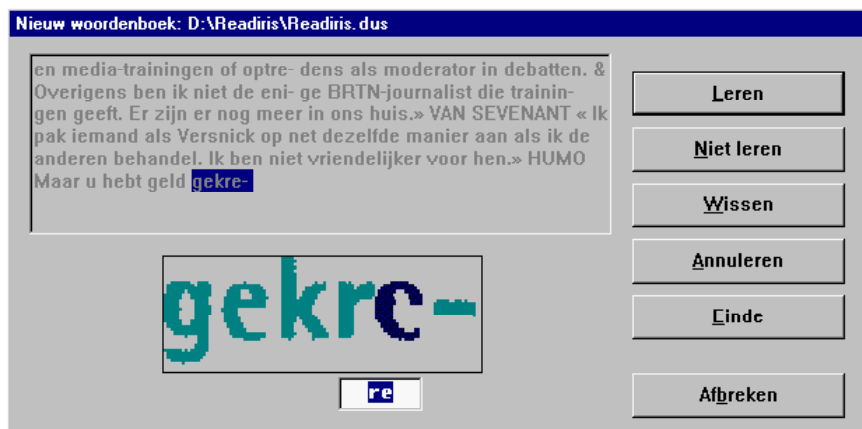 Nieuw woordenboek: D:\Readiris\Readiris.dus
en media-trainingen of optre- dens als moderator in debatten. &
Overigens ben ik niet de eni- ge BRTN-journalist die trainin-
gen geeft. Er zijn er nog meer in ons huis.» VAN SEVENANT « Ik
pak iemand als Versnick op net dezelfde manier aan als ik de
anderen behandel. Ik ben niet vriendelijker voor hen.» HUMO
Maar u hebt geld gekre-
gekrc-
re
Leren
Niet leren
Wissen
Annuleren
Einde
Afbreken